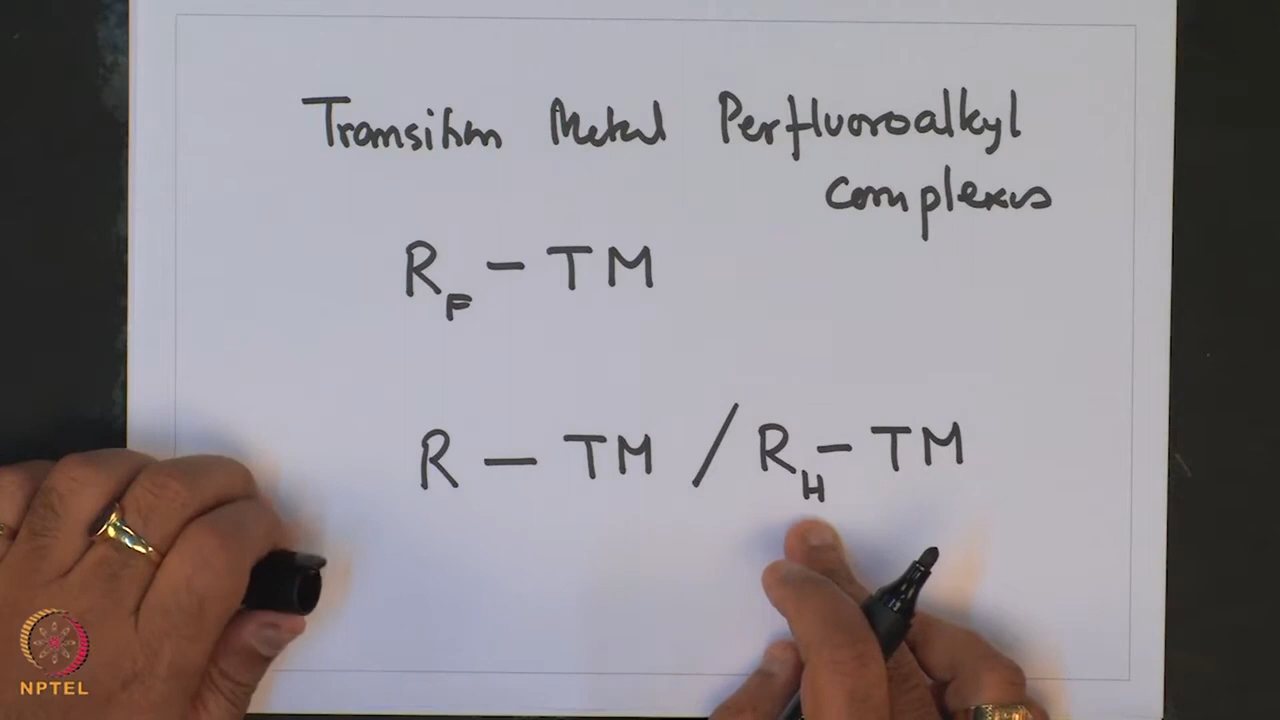 Transition Metal Perfluoroalkyl
complexes
R_F - TM
R - TM / R_H - TM
NPTEL